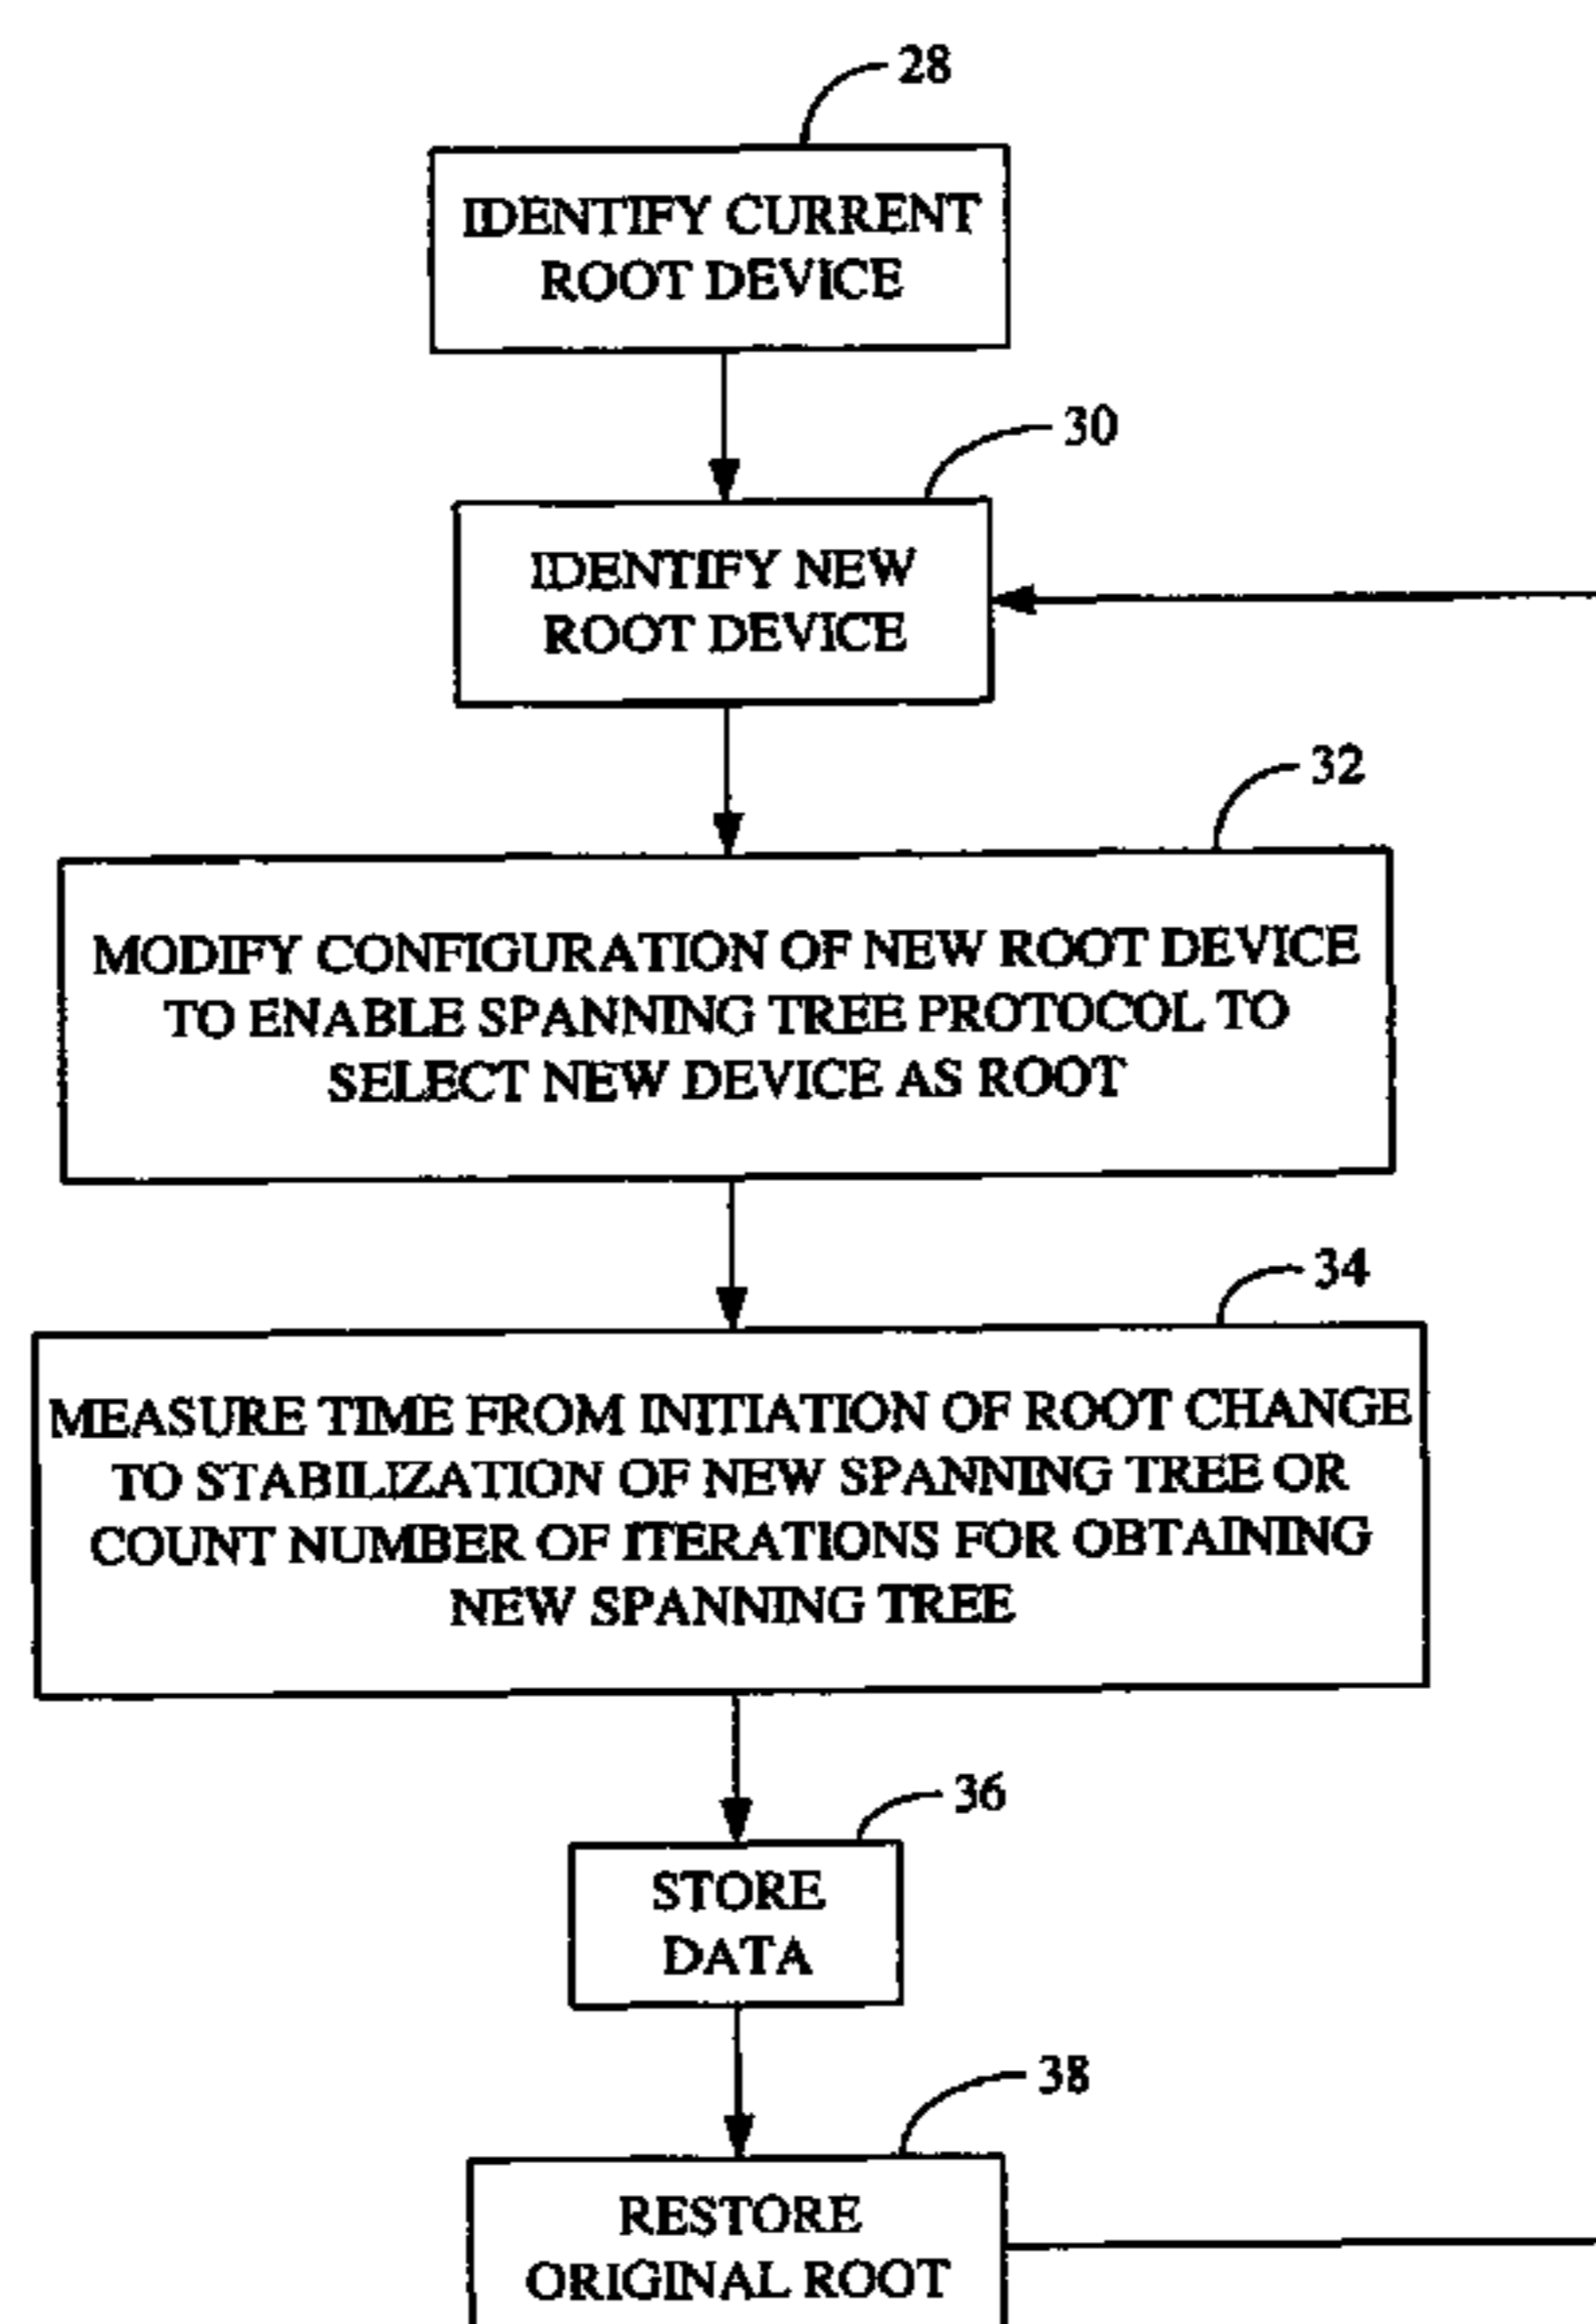 28
IDENTIFY CURRENT
ROOT DEVICE
30
IDENTIFY NEW
ROOT DEVICE
32
MODIFY CONFIGURATION OF NEW ROOT DEVICE
TO ENABLE SPANNING TREE PROTOCOL TO
SELECT NEW DEVICE AS ROOT
34
MEASURE TIME FROM INITIATION OF ROOT CHANGE
TO STABILIZATION OF NEW SPANNING TREE OR
COUNT NUMBER OF ITERATIONS FOR OBTAINING
NEW SPANNING TREE
36
STORE
DATA
38
RESTORE
ORIGINAL ROOT